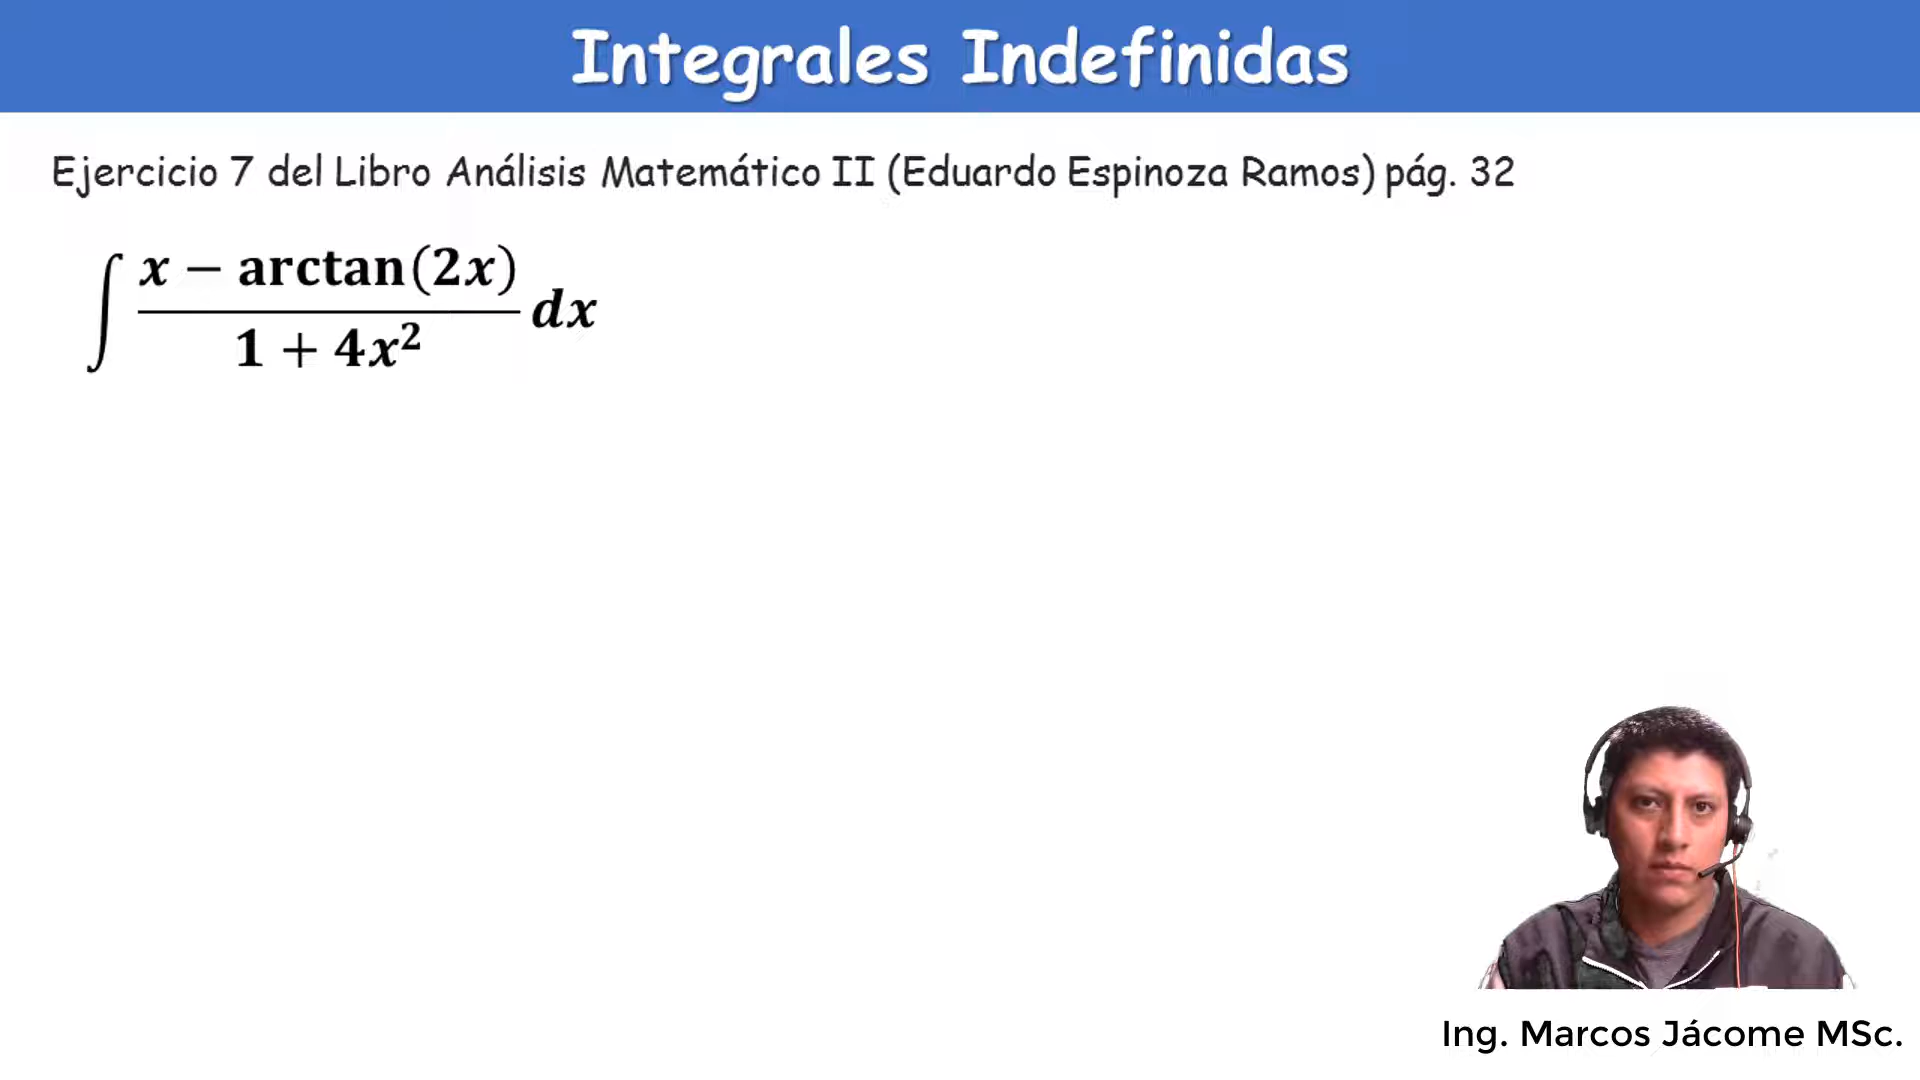 Integrales Indefinidas
Ejercicio 7 del Libro Análisis Matemático II (Eduardo Espinoza Ramos) pág. 32
∫ (x − arctan(2x)) / (1 + 4x²) dx
Ing. Marcos Jácome MSc.